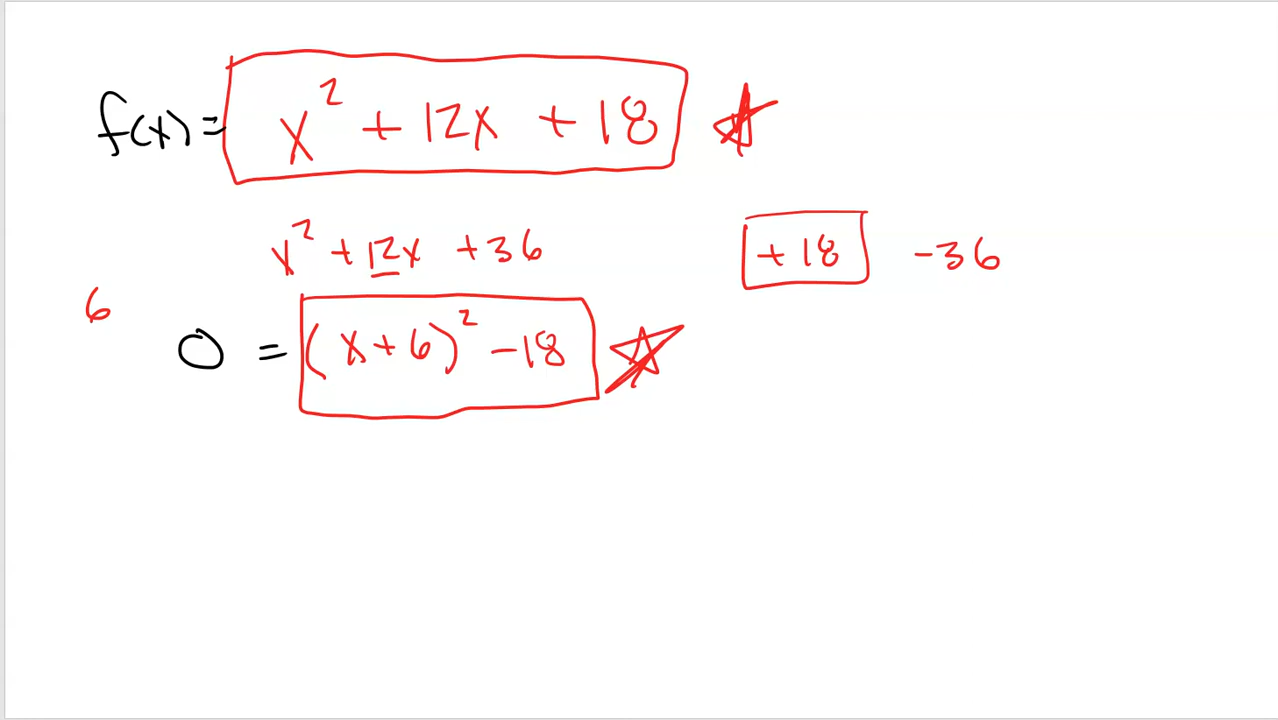 f(x) = x² + 12x + 18
x² + 12x + 36 +18 -36
6
0 = (x+6)² - 18